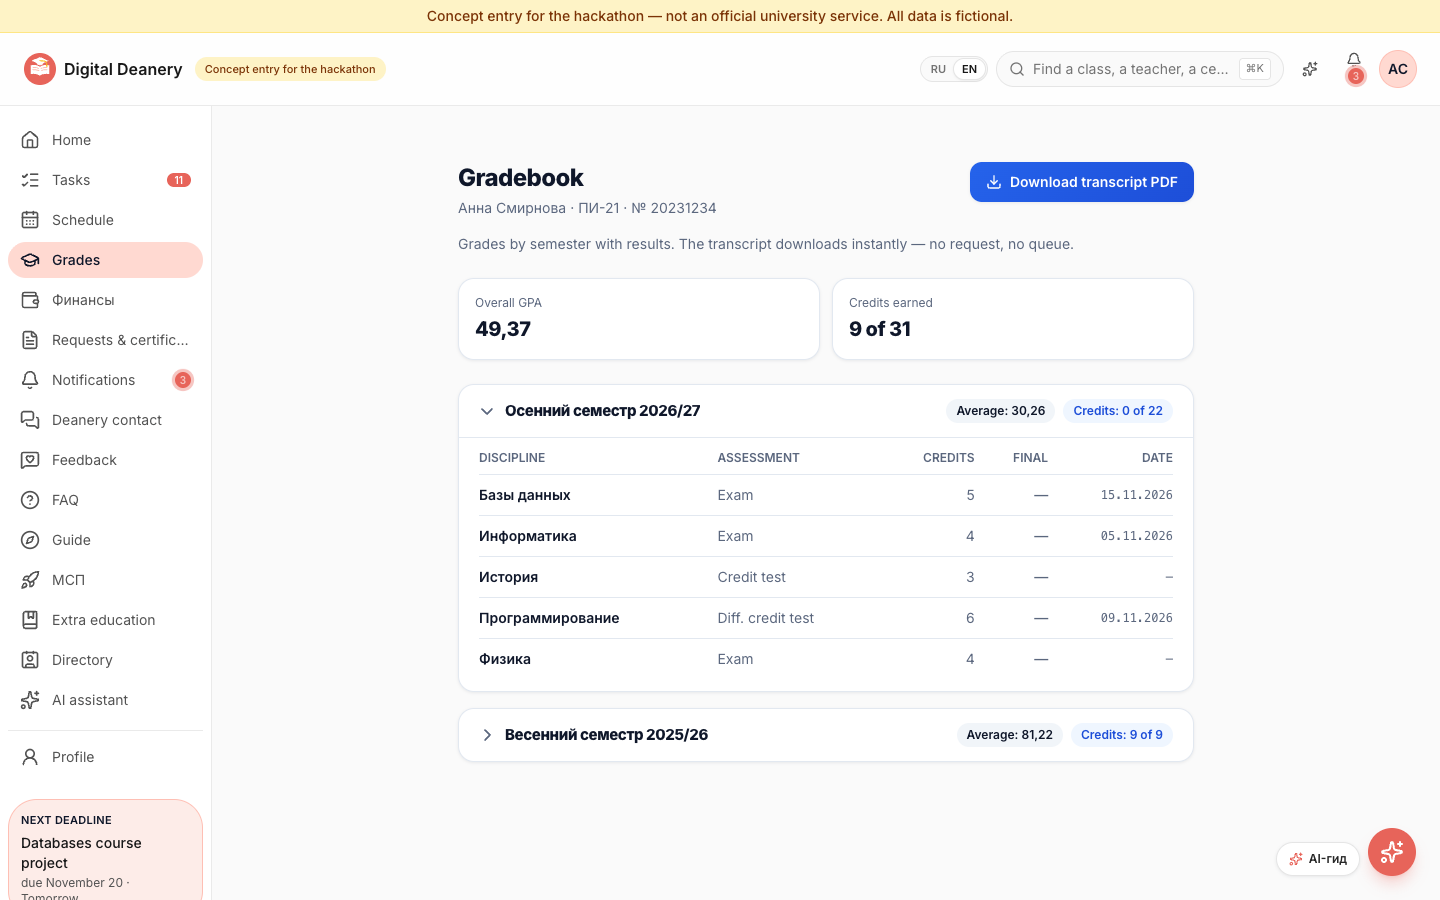 Concept entry for the hackathon — not an official university service. All data is fictional.
Digital Deanery
Concept entry for the hackathon
RU EN
Find a class, a teacher, a ce...
⌘K
3
АС
Home
Tasks 11
Schedule
Grades
Финансы
Requests & certific...
Notifications 3
Deanery contact
Feedback
FAQ
Guide
МСП
Extra education
Directory
AI assistant
Profile
NEXT DEADLINE
Databases course
project
due November 20 ·
Tomorrow
Gradebook
Download transcript PDF
Анна Смирнова · ПИ-21 · № 20231234
Grades by semester with results. The transcript downloads instantly — no request, no queue.
Overall GPA
49,37
Credits earned
9 of 31
Осенний семестр 2026/27 Average: 30,26 Credits: 0 of 22
DISCIPLINE ASSESSMENT CREDITS FINAL DATE
Базы данных Exam 5 — 15.11.2026
Информатика Exam 4 — 05.11.2026
История Credit test 3 — –
Программирование Diff. credit test 6 — 09.11.2026
Физика Exam 4 — –
Весенний семестр 2025/26 Average: 81,22 Credits: 9 of 9
AI-гид